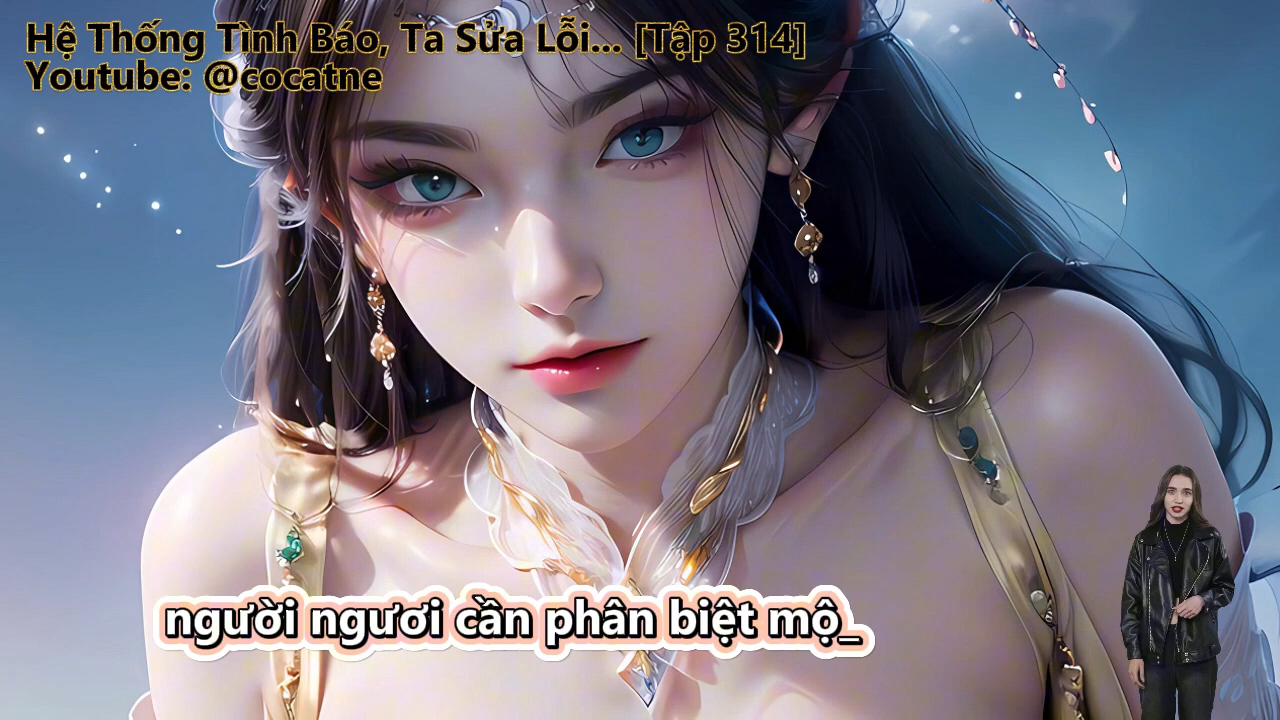 Hệ Thống Tình Báo, Ta Sửa Lỗi... [Tập 314]
Youtube: @cocatne
người ngươi cần phân biệt mộ_